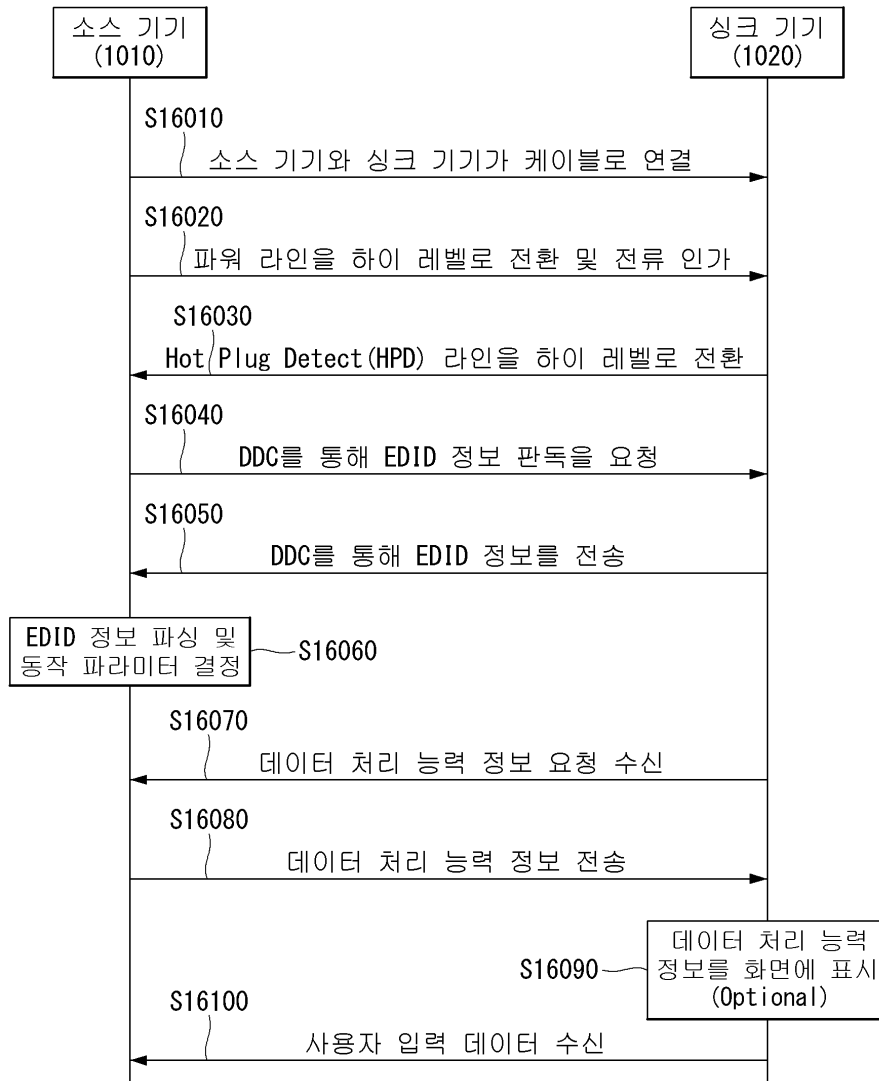 소스 기기
(1010)
싱크 기기
(1020)
S16010
소스 기기와 싱크 기기가 케이블로 연결
S16020
파워 라인을 하이 레벨로 전환 및 전류 인가
S16030
Hot Plug Detect(HPD) 라인을 하이 레벨로 전환
S16040
DDC를 통해 EDID 정보 판독을 요청
S16050
DDC를 통해 EDID 정보를 전송
EDID 정보 파싱 및
동작 파라미터 결정
S16060
S16070
데이터 처리 능력 정보 요청 수신
S16080
데이터 처리 능력 정보 전송
S16090
데이터 처리 능력
정보를 화면에 표시
(Optional)
S16100
사용자 입력 데이터 수신